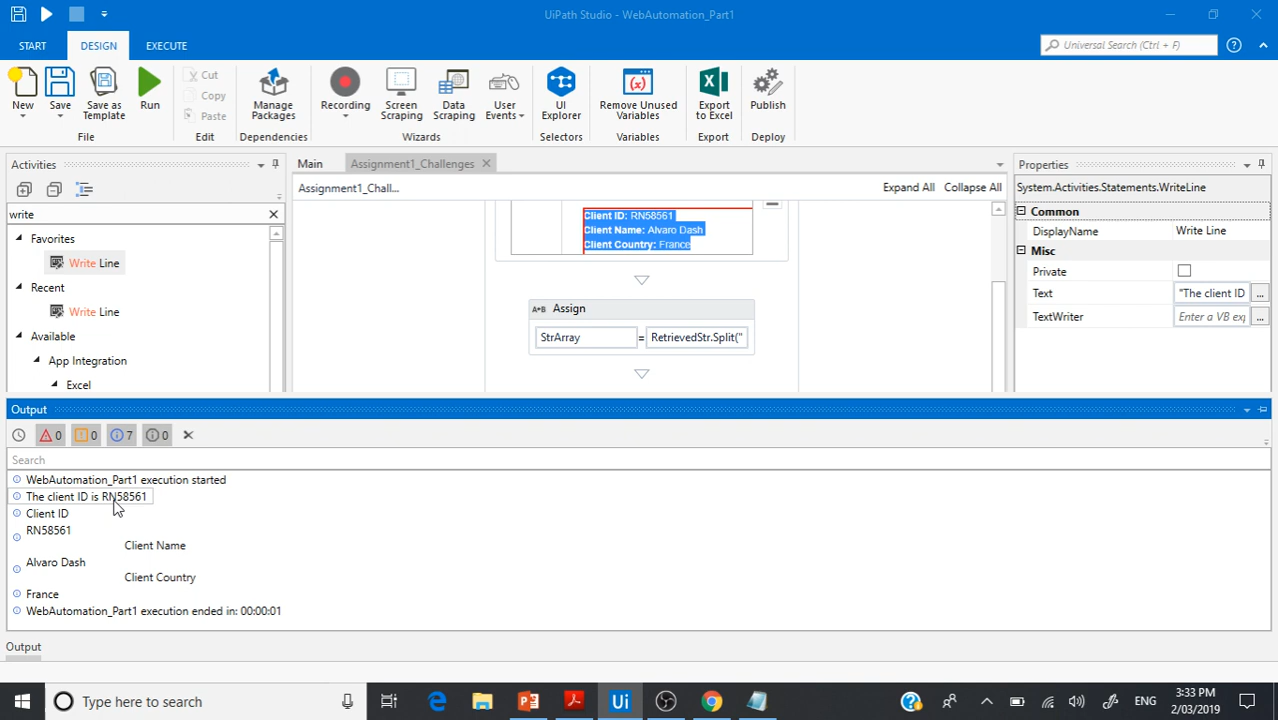 UiPath Studio - WebAutomation_Part1
START
DESIGN
EXECUTE
Universal Search (Ctrl + F)
New
Save
Save as Template
Run
Cut
Copy
Paste
Manage Packages
Recording
Screen Scraping
Data Scraping
User Events
UI Explorer
Remove Unused Variables
Export to Excel
Publish
File
Edit
Dependencies
Wizards
Selectors
Variables
Export
Deploy
Activities
Main
Assignment1_Challenges
Properties
Assignment1_Chall...
Expand All
Collapse All
System.Activities.Statements.WriteLine
write
Favorites
Write Line
Recent
Write Line
Available
App Integration
Excel
Client ID: RN58561
Client Name: Alvaro Dash
Client Country: France
A+B Assign
StrArray = RetrievedStr.Split("
Common
DisplayName Write Line
Misc
Private
Text "The client ID ...
TextWriter Enter a VB exp ...
Output
0 0 7 0
Search
WebAutomation_Part1 execution started
The client ID is RN58561
Client ID
RN58561
Client Name
Alvaro Dash
Client Country
France
WebAutomation_Part1 execution ended in: 00:00:01
Output
Type here to search
Ui
ENG
3:33 PM
2/03/2019